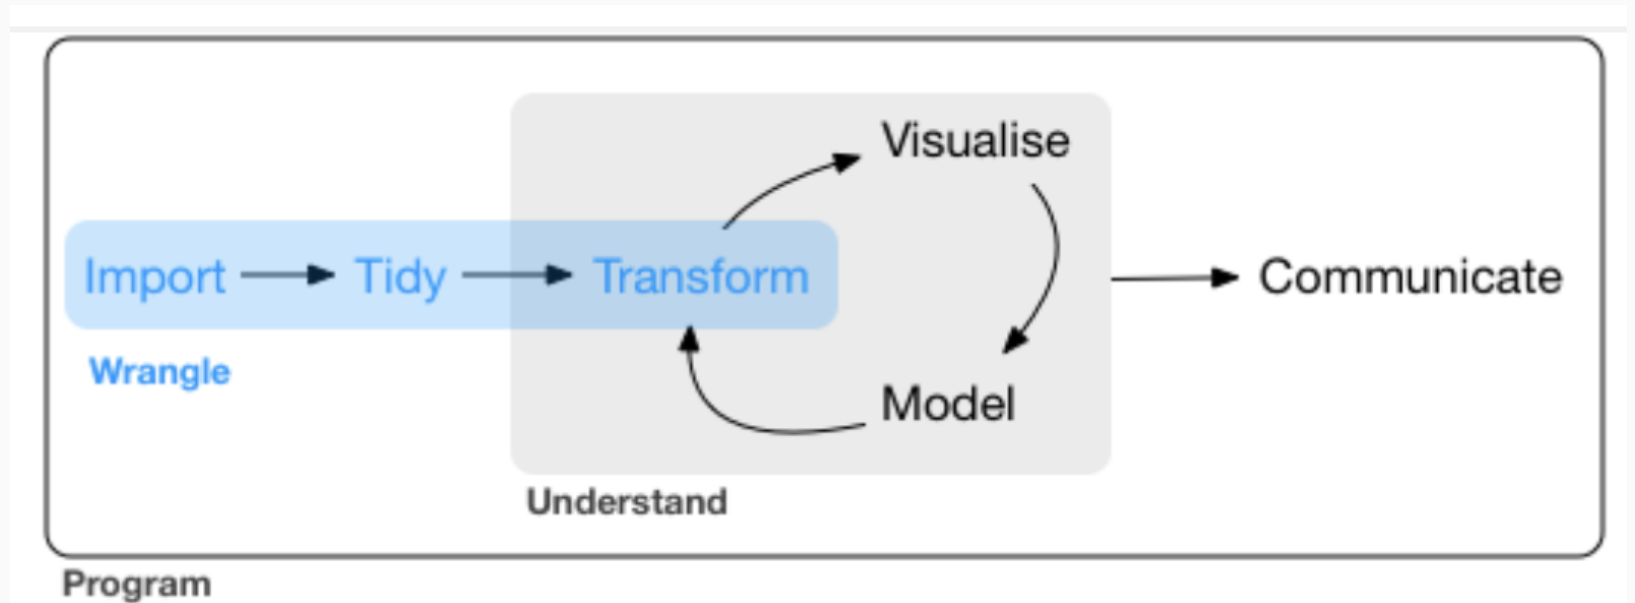 Visualise
Import
Tidy
Transform
Communicate
Wrangle
Model
Understand
Program